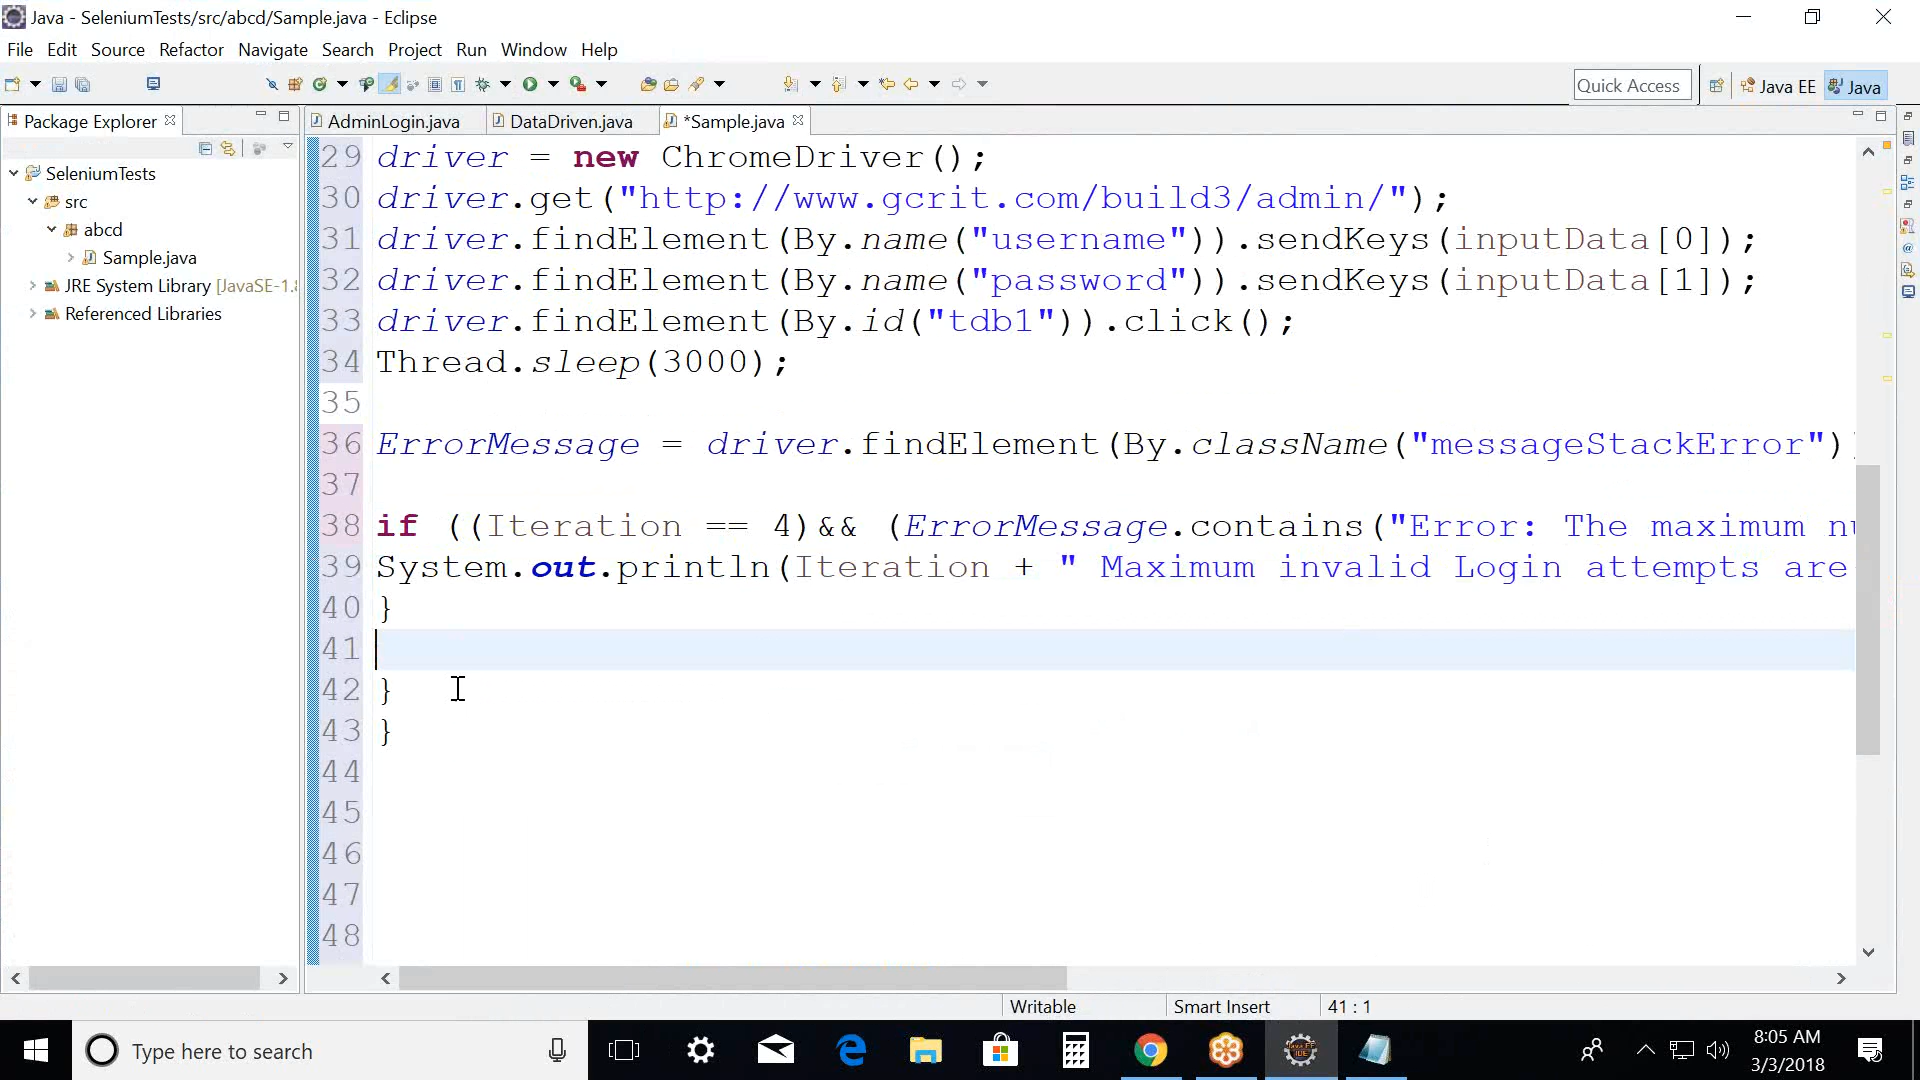 Java - SeleniumTests/src/abcd/Sample.java - Eclipse
File Edit Source Refactor Navigate Search Project Run Window Help
Quick Access Java EE Java
Package Explorer
AdminLogin.java DataDriven.java *Sample.java
SeleniumTests
src
abcd
Sample.java
JRE System Library [JavaSE-1.8
Referenced Libraries
29 driver = new ChromeDriver();
30 driver.get("http://www.gcrit.com/build3/admin/");
31 driver.findElement(By.name("username")).sendKeys(inputData[0]);
32 driver.findElement(By.name("password")).sendKeys(inputData[1]);
33 driver.findElement(By.id("tdb1")).click();
34 Thread.sleep(3000);
35
36 ErrorMessage = driver.findElement(By.className("messageStackError")
37
38 if ((Iteration == 4)&& (ErrorMessage.contains("Error: The maximum
39 System.out.println(Iteration + " Maximum invalid Login attempts are
40 }
41
42 }
43 }
44
45
46
47
48
Writable Smart Insert 41 : 1
Type here to search
8:05 AM
3/3/2018